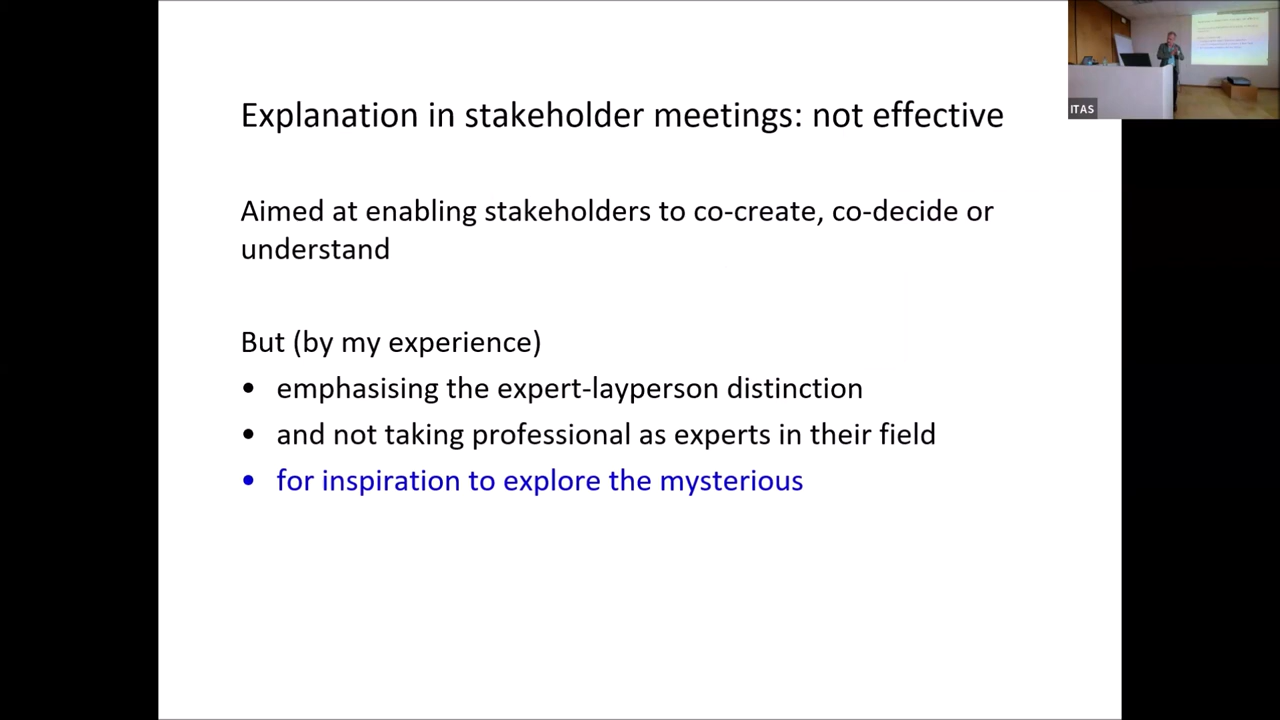 Explanation in stakeholder meetings: not effective
Aimed at enabling stakeholders to co-create, co-decide or
understand
But (by my experience)
• emphasising the expert-layperson distinction
• and not taking professional as experts in their field
• for inspiration to explore the mysterious
ITAS